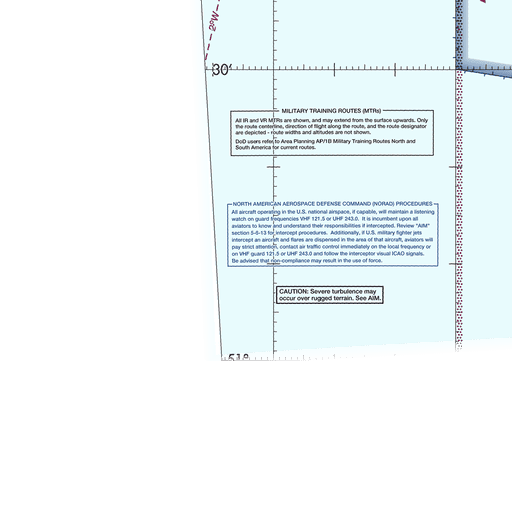 2°W
30'
MILITARY TRAINING ROUTES (MTRs)
All IR and VR MTRs are shown, and may extend from the surface upwards. Only
the route centerline, direction of flight along the route, and the route designator
are depicted - route widths and altitudes are not shown.
DoD users refer to Area Planning AP/1B Military Training Routes North and
South America for current routes.
NORTH AMERICAN AEROSPACE DEFENSE COMMAND (NORAD) PROCEDURES
All aircraft operating in the U.S. national airspace, if capable, will maintain a listening
watch on guard frequencies VHF 121.5 or UHF 243.0. It is incumbent upon all
aviators to know and understand their responsibilities if intercepted. Review "AIM"
section 5-6-13 for intercept procedures. Additionally, if U.S. military fighter jets
intercept an aircraft and flares are dispensed in the area of that aircraft, aviators will
pay strict attention, contact air traffic control immediately on the local frequency or
on VHF guard 121.5 or UHF 243.0 and follow the interceptor visual ICAO signals.
Be advised that non-compliance may result in the use of force.
CAUTION: Severe turbulence may
occur over rugged terrain. See AIM.
51°